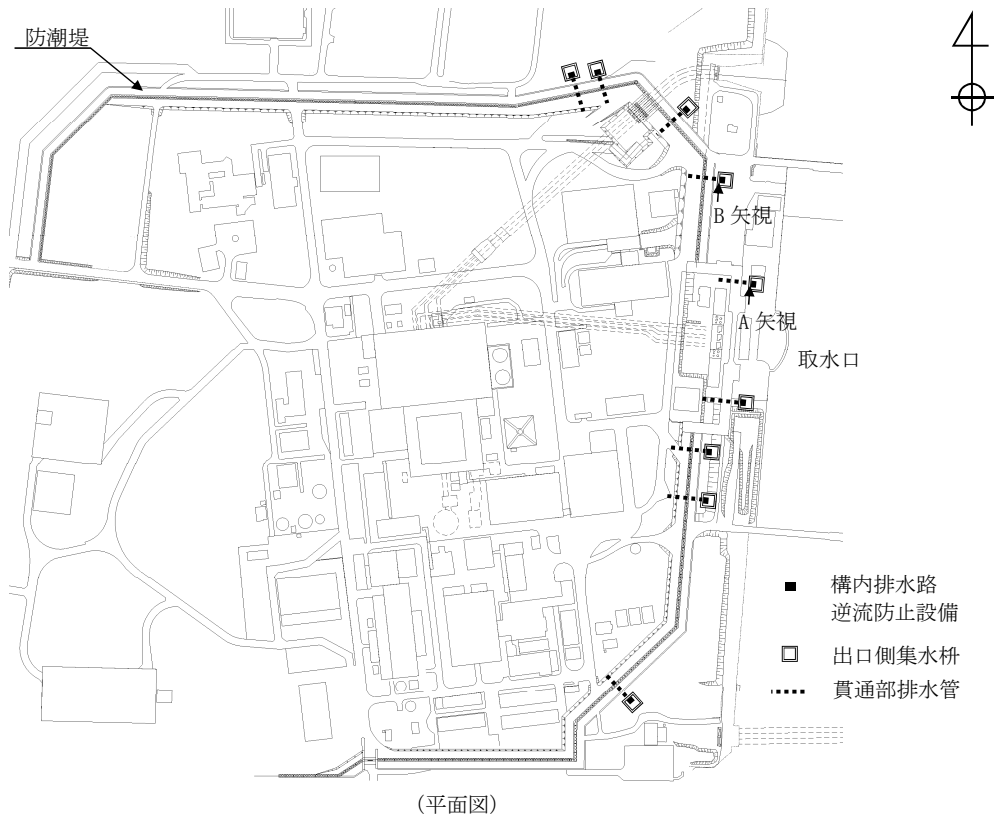 防潮堤
B 矢視
A 矢視
取水口
構内排水路
逆流防止設備
出口側集水枡
貫通部排水管
(平面図)